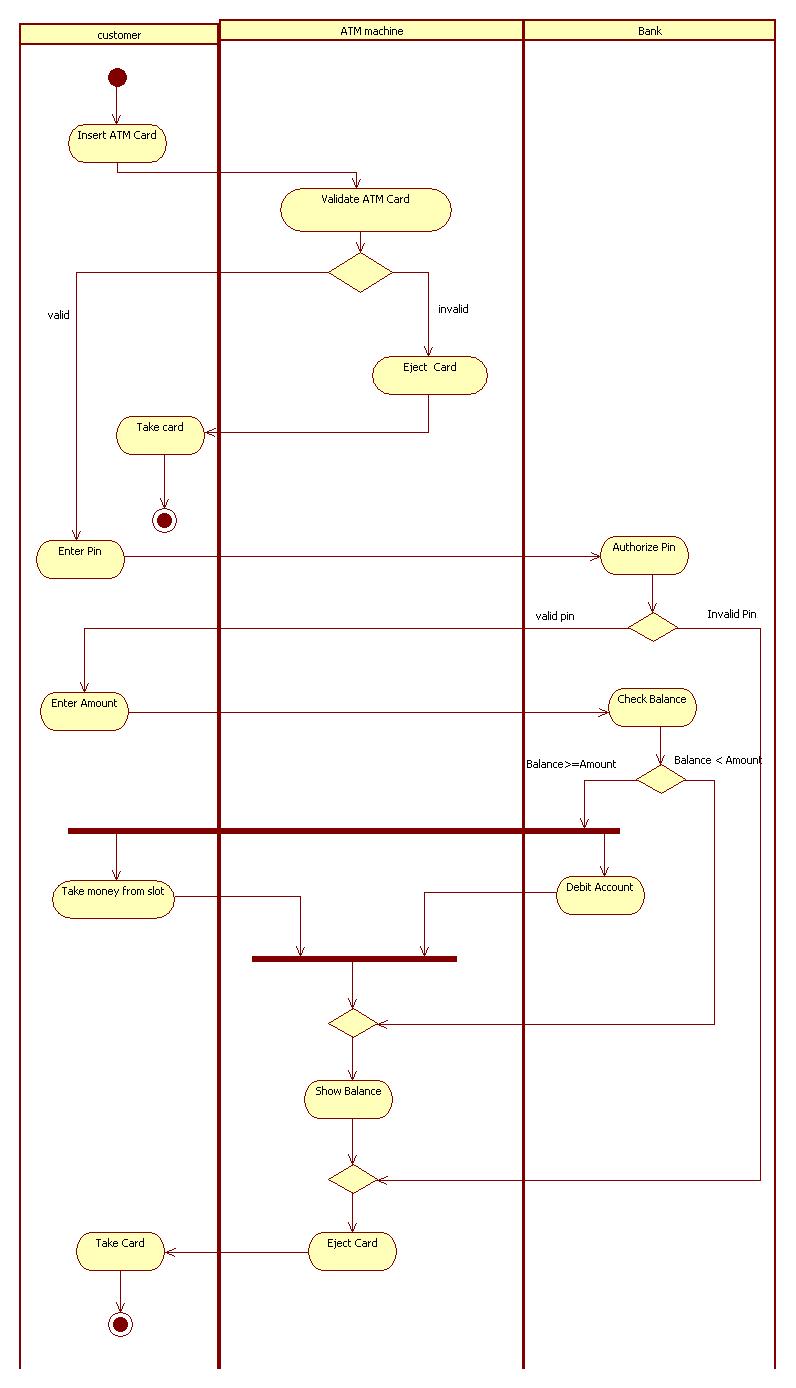 customer
ATM machine
Bank
Insert ATM Card
Validate ATM Card
valid
invalid
Eject  Card
Take card
Enter Pin
Authorize Pin
valid pin
Invalid Pin
Enter Amount
Check Balance
Balance>=Amount
Balance < Amount
Take money from slot
Debit Account
Show Balance
Take Card
Eject Card